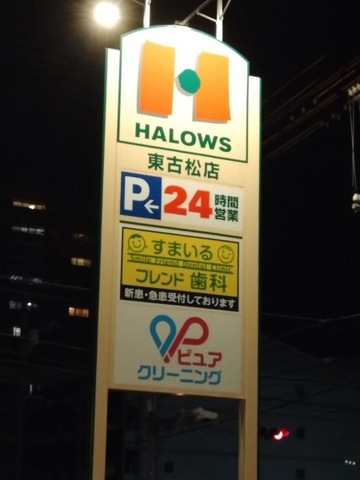 HALOWS
東古松店
P 24 時間営業
すまいる
Smile Friend Dental Clinic
フレンド 歯科
新患・急患受付しております
ピュア
クリーニング